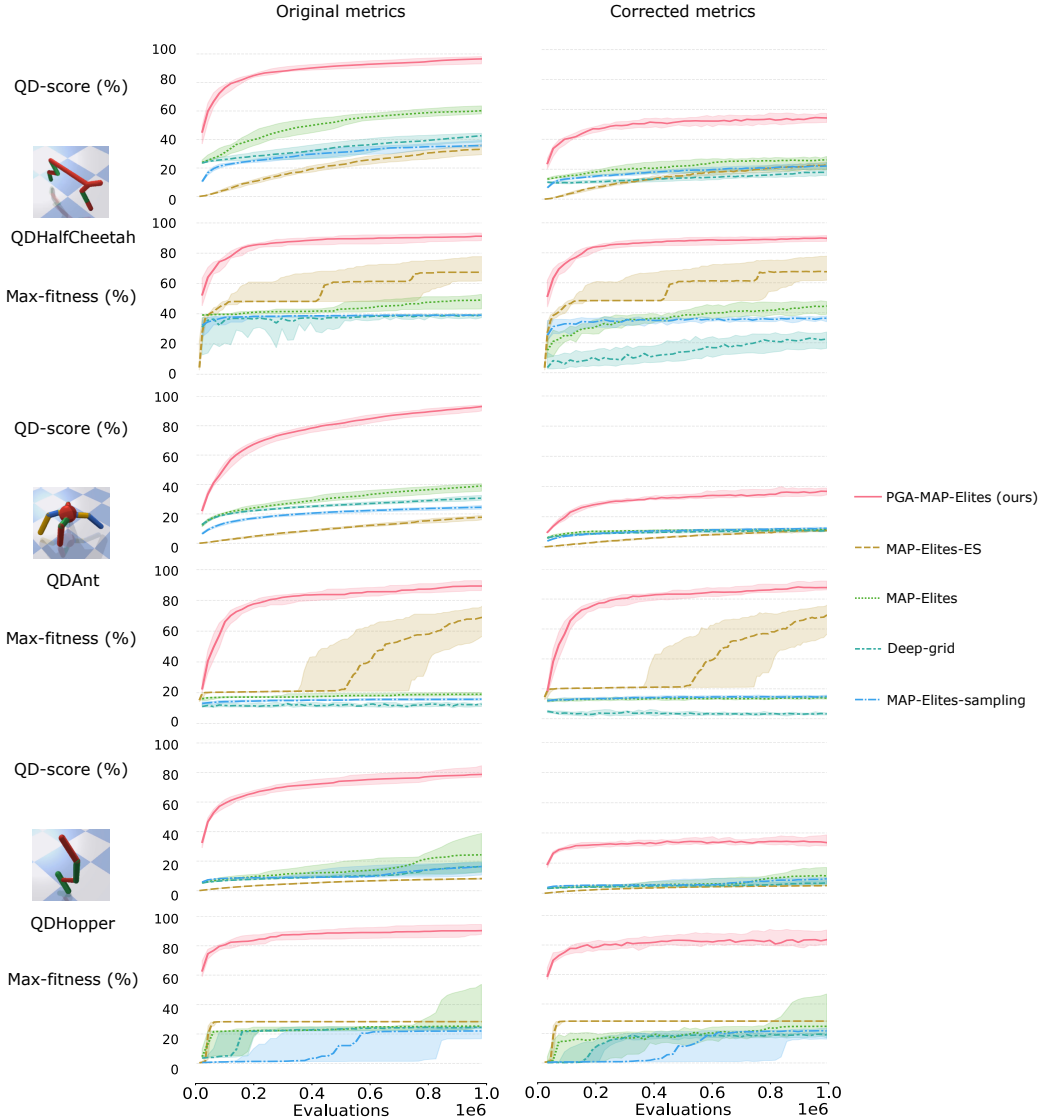 Original metrics
Corrected metrics
QD-score (%)
100
80
60
40
20
0
QDHalfCheetah
Max-fitness (%)
100
80
60
40
20
0
QD-score (%)
100
80
60
40
20
0
QDAnt
Max-fitness (%)
100
80
60
40
20
0
QD-score (%)
100
80
60
40
20
0
QDHopper
Max-fitness (%)
100
80
60
40
20
0
0.0 0.2 0.4 0.6 0.8 1.0
Evaluations 1e6
0.0 0.2 0.4 0.6 0.8 1.0
Evaluations 1e6
PGA-MAP-Elites (ours)
MAP-Elites-ES
MAP-Elites
Deep-grid
MAP-Elites-sampling